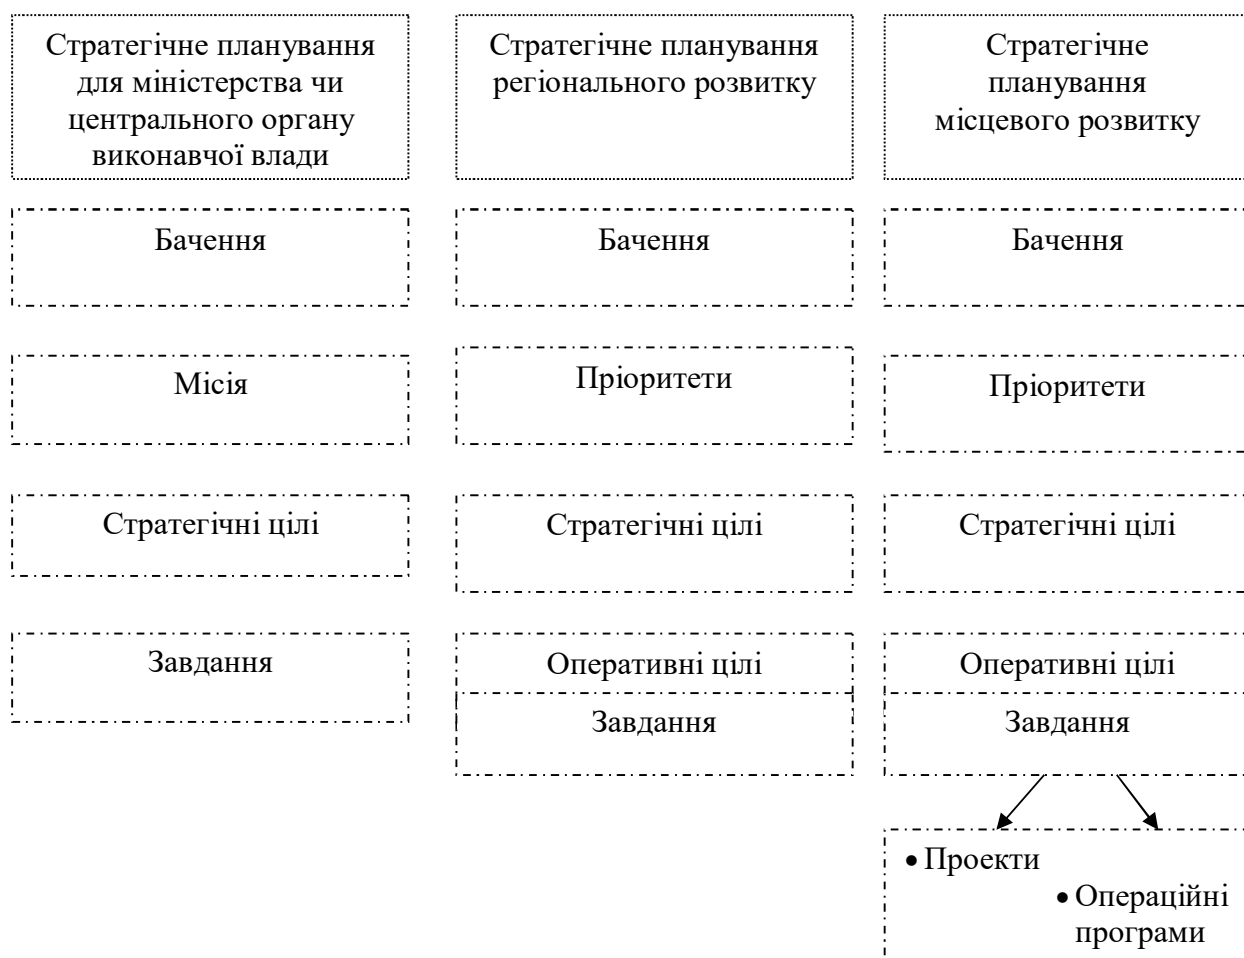 Стратегічне планування
для міністерства чи
центрального органу
виконавчої влади
Стратегічне планування
регіонального розвитку
Стратегічне
планування
місцевого розвитку
Бачення
Бачення
Бачення
Місія
Пріоритети
Пріоритети
Стратегічні цілі
Стратегічні цілі
Стратегічні цілі
Завдання
Оперативні цілі
Оперативні цілі
Завдання
Завдання
• Проекти
• Операційні
програми